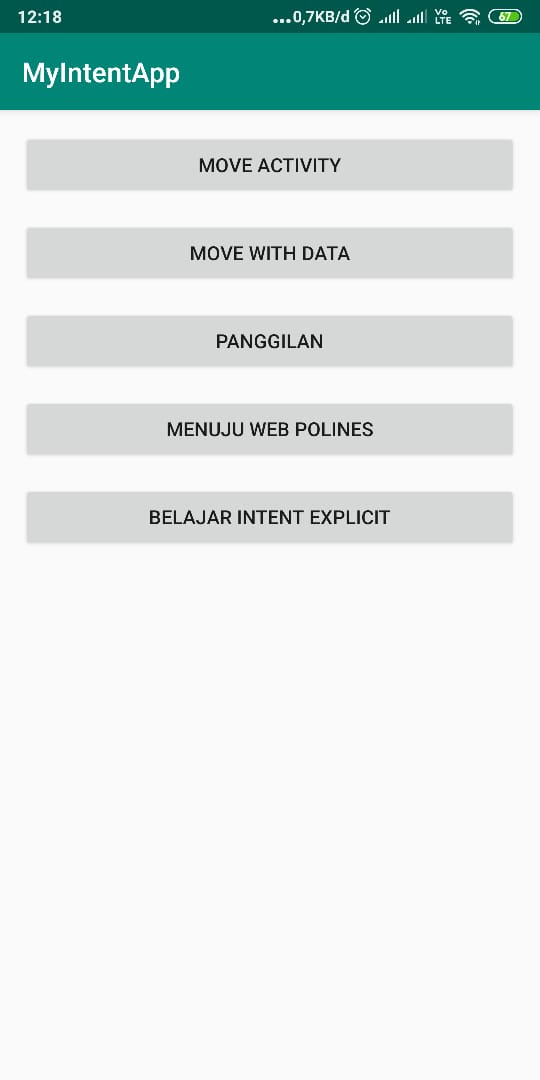 12:18 ...0,7KB/d Vo LTE 67
MyIntentApp
MOVE ACTIVITY
MOVE WITH DATA
PANGGILAN
MENUJU WEB POLINES
BELAJAR INTENT EXPLICIT